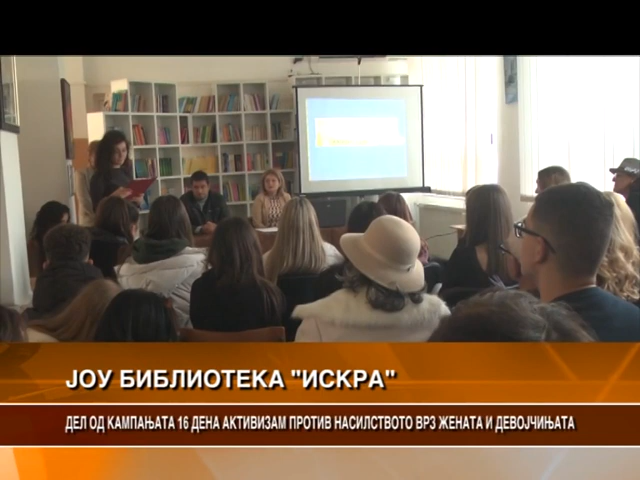 ЈОУ БИБЛИОТЕКА "ИСКРА"
ДЕЛ ОД КАМПАЊАТА 16 ДЕНА АКТИВИЗАМ ПРОТИВ НАСИЛСТВОТО ВРЗ ЖЕНАТА И ДЕВОЈЧИЊАТА